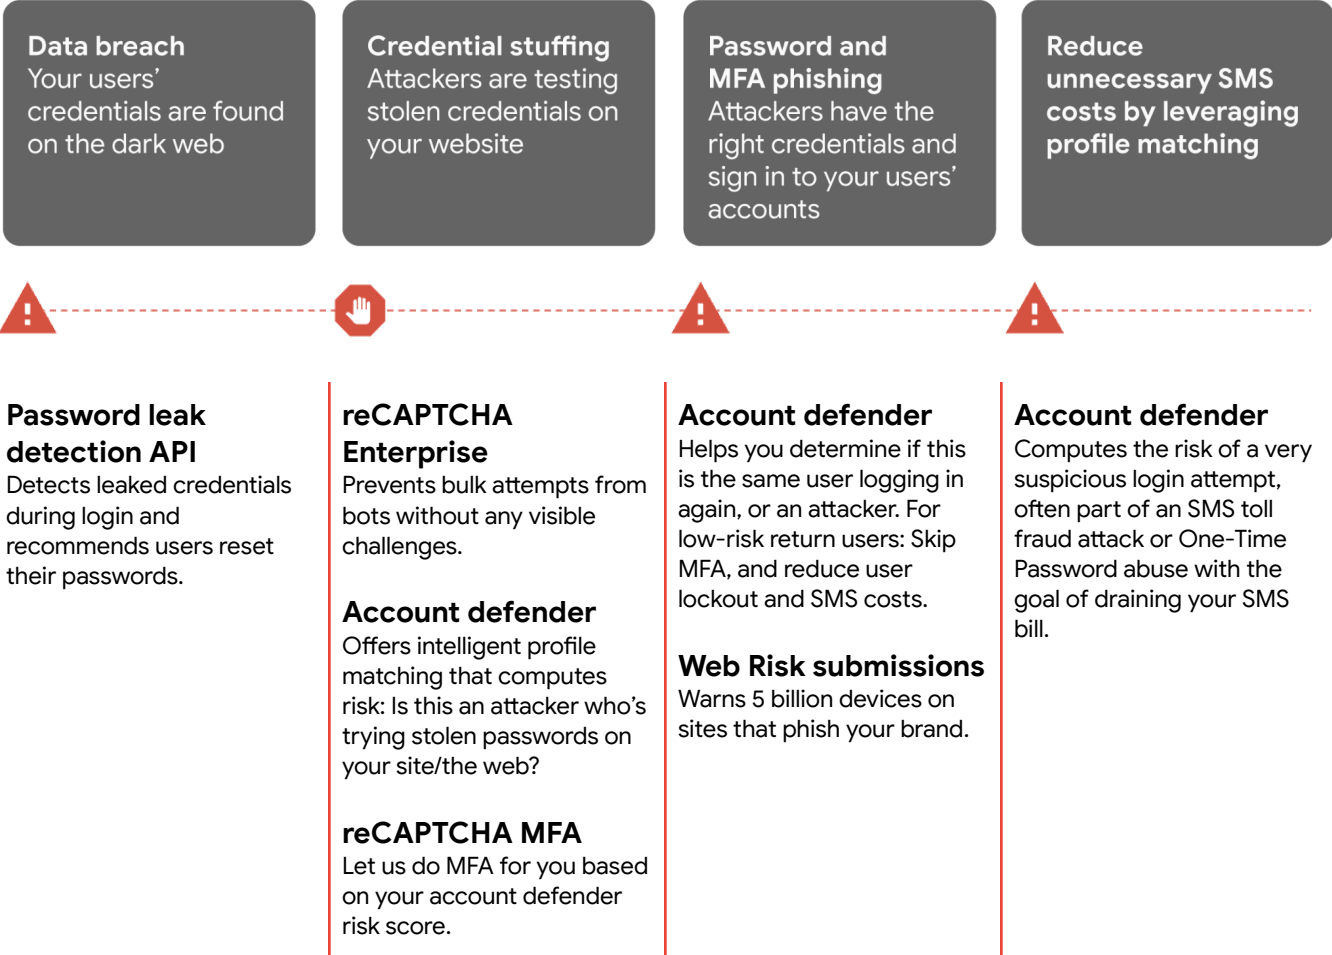 Data breach
Your users’
credentials are found
on the dark web
Credential stuffing
Attackers are testing
stolen credentials on
your website
Password and
MFA phishing
Attackers have the
right credentials and
sign in to your users’
accounts
Reduce
unnecessary SMS
costs by leveraging
profile matching
Password leak
detection API
Detects leaked credentials
during login and
recommends users reset
their passwords.
reCAPTCHA
Enterprise
Prevents bulk attempts from
bots without any visible
challenges.
Account defender
Offers intelligent profile
matching that computes
risk: Is this an attacker who’s
trying stolen passwords on
your site/the web?
reCAPTCHA MFA
Let us do MFA for you based
on your account defender
risk score.
Account defender
Helps you determine if this
is the same user logging in
again, or an attacker. For
low-risk return users: Skip
MFA, and reduce user
lockout and SMS costs.
Web Risk submissions
Warns 5 billion devices on
sites that phish your brand.
Account defender
Computes the risk of a very
suspicious login attempt,
often part of an SMS toll
fraud attack or One-Time
Password abuse with the
goal of draining your SMS
bill.